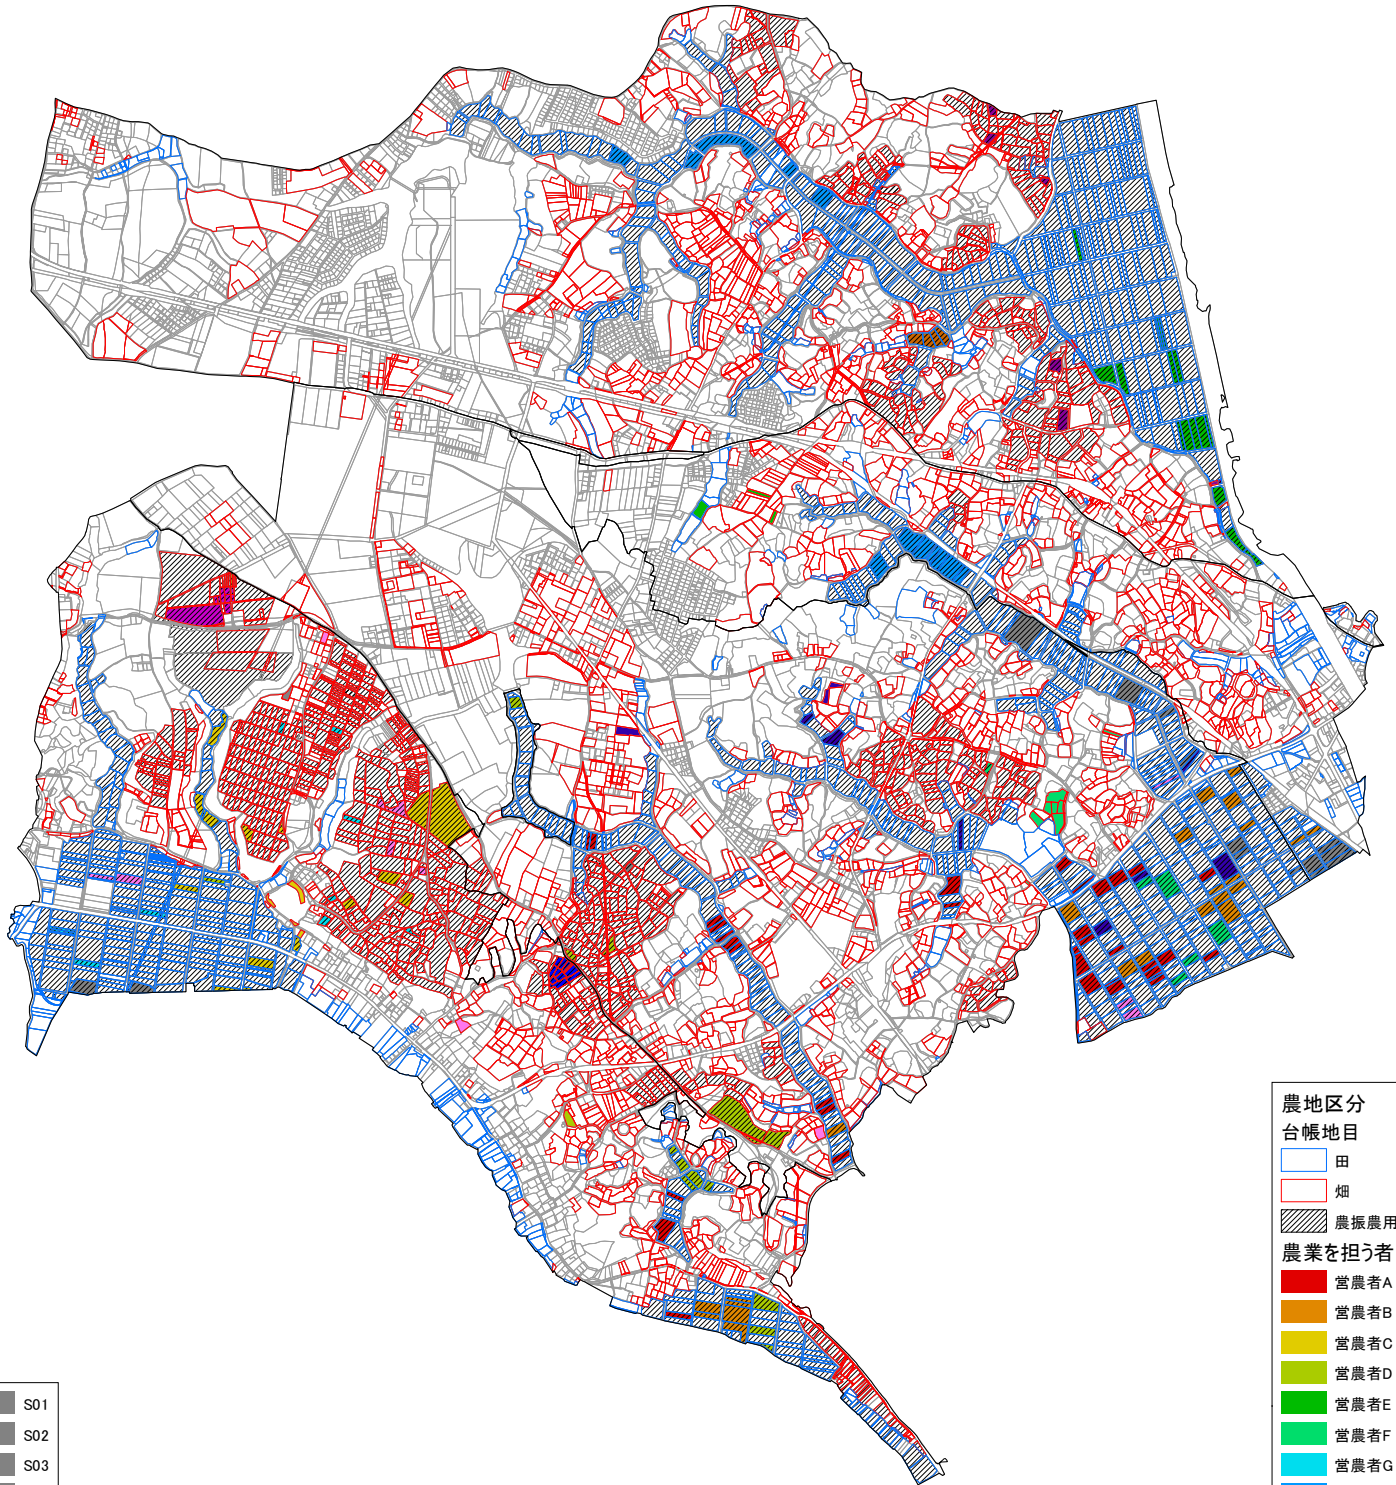 農地区分
台帳地目
田
畑
農振農用
農業を担う者
営農者A
営農者B
営農者C
営農者D
営農者E
営農者F
営農者G
S01
S02
S03